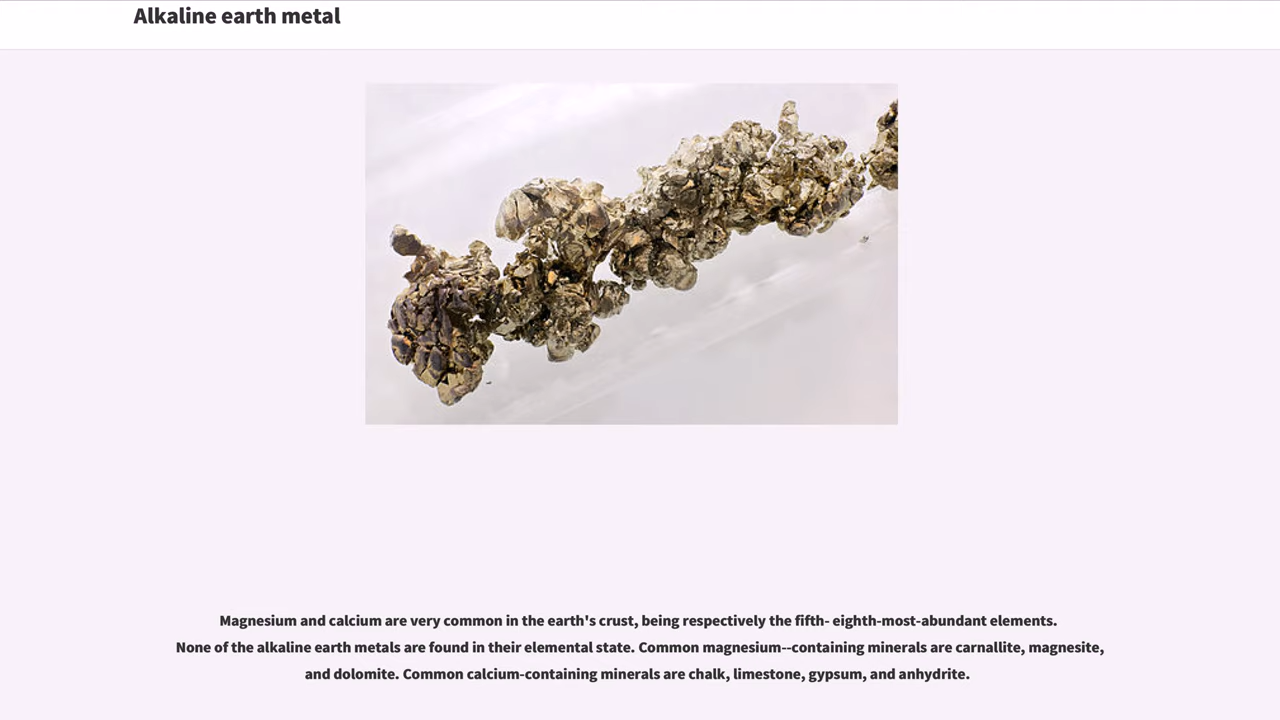 Alkaline earth metal
Magnesium and calcium are very common in the earth's crust, being respectively the fifth- eighth-most-abundant elements.
None of the alkaline earth metals are found in their elemental state. Common magnesium--containing minerals are carnallite, magnesite,
and dolomite. Common calcium-containing minerals are chalk, limestone, gypsum, and anhydrite.